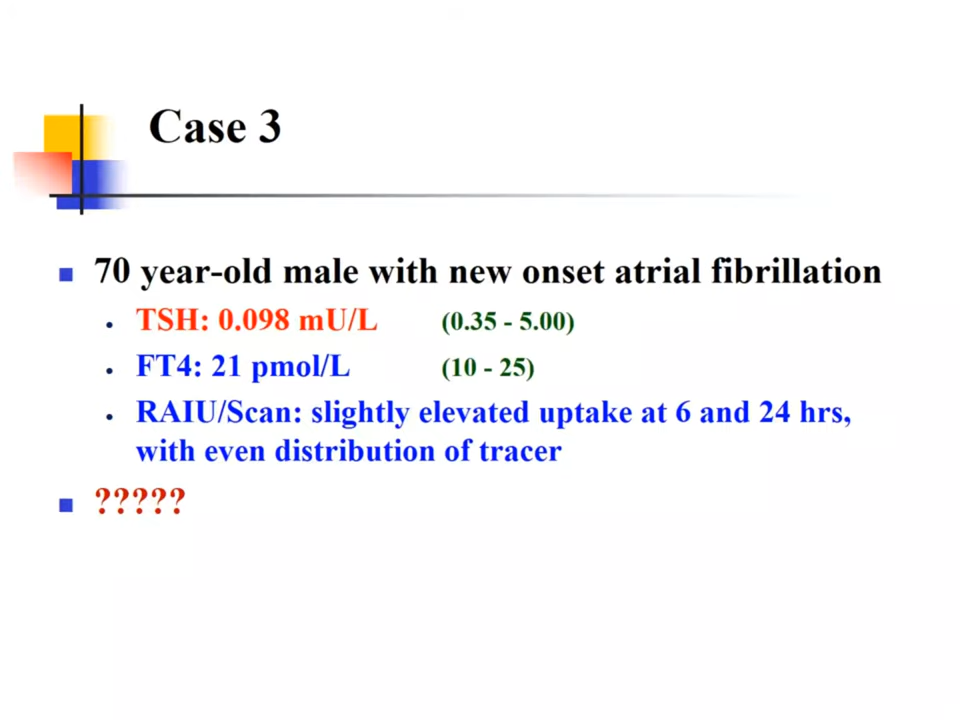 Case 3
70 year-old male with new onset atrial fibrillation
TSH: 0.098 mU/L (0.35 - 5.00)
FT4: 21 pmol/L (10 - 25)
RAIU/Scan: slightly elevated uptake at 6 and 24 hrs,
with even distribution of tracer
?????